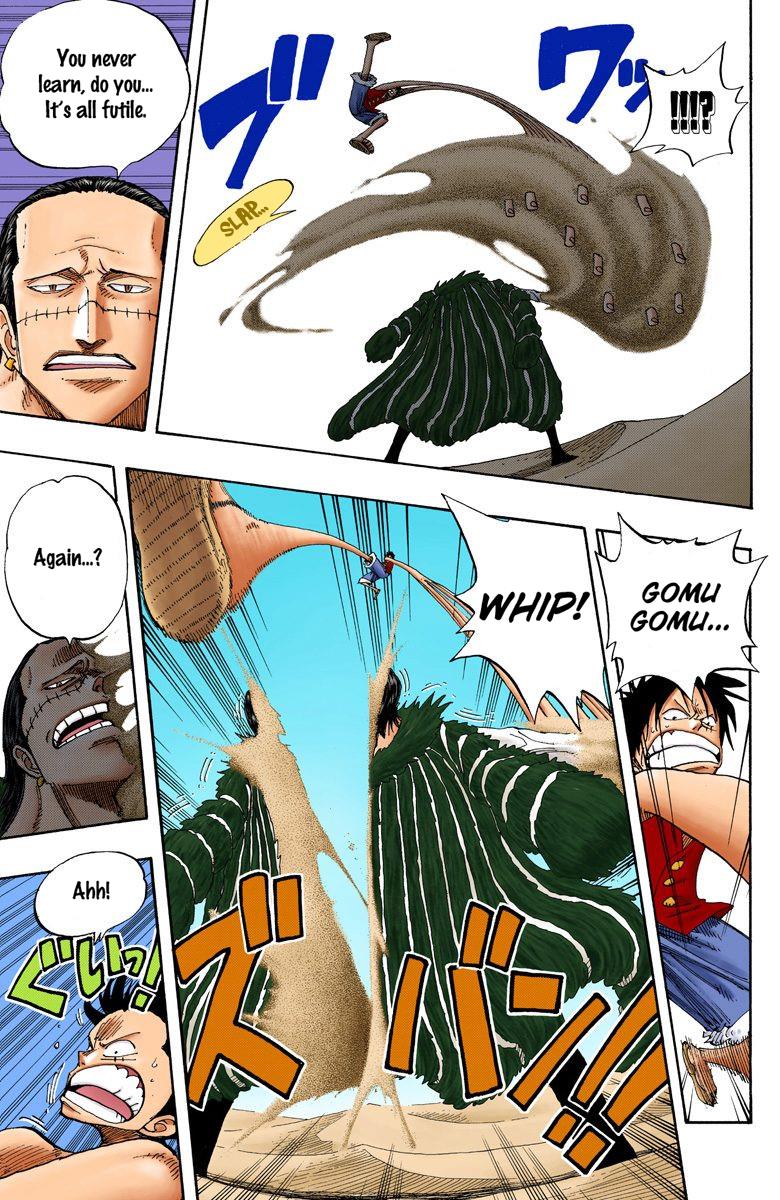 ブワッ
!!!?
SLAP...
You never
learn, do you...
It's all futile.
GOMU
GOMU...
WHIP!
ズバン!!
Again...?
Ahh!
ぐいっ!